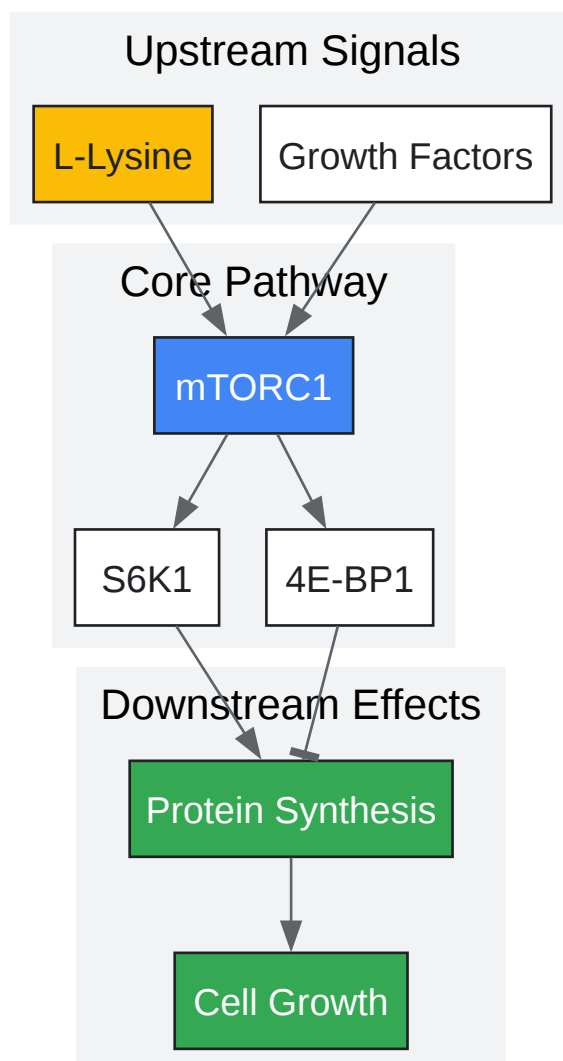 Upstream Signals
L-Lysine
Growth Factors
Core Pathway
mTORC1
S6K1
4E-BP1
Downstream Effects
Protein Synthesis
Cell Growth